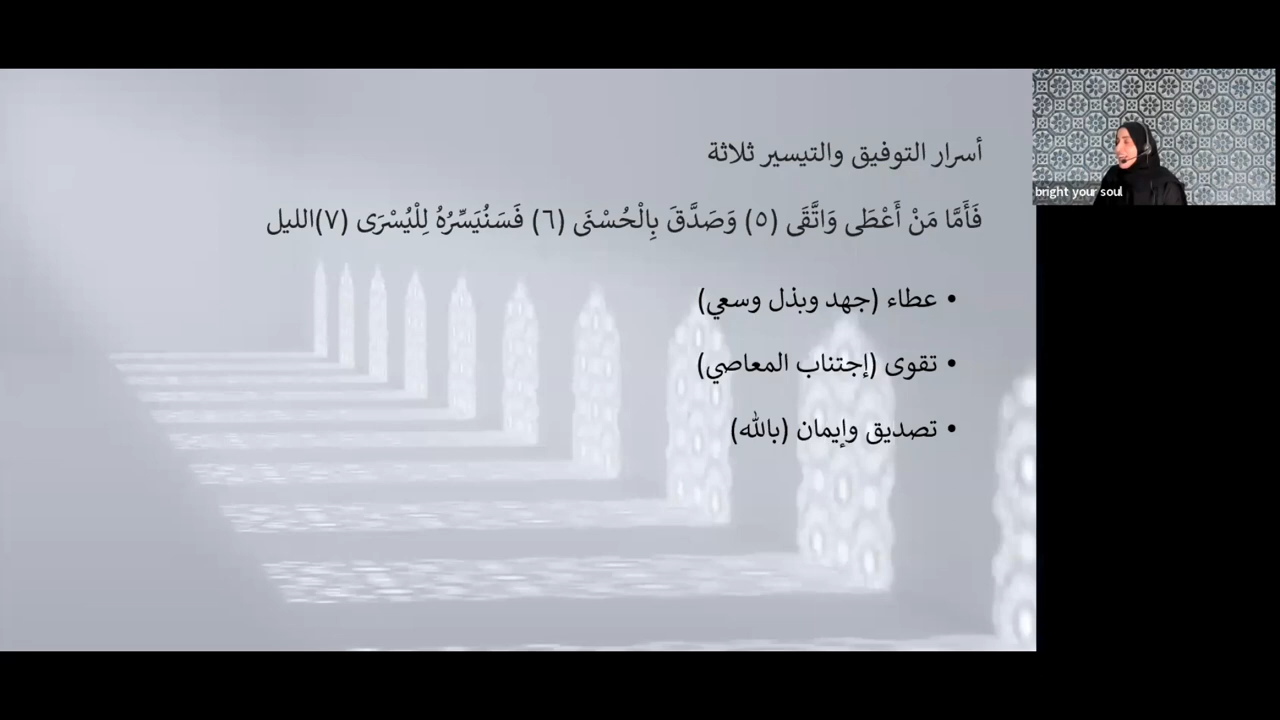 أسرار التوفيق والتيسير ثلاثة
فَأَمَّا مَنْ أَعْطَى وَاتَّقَى (٥) وَصَدَّقَ بِالْحُسْنَى (٦) فَسَنُيَسِّرُهُ لِلْيُسْرَى (٧)الليل
• عطاء (جهد وبذل وسعي)
• تقوى (إجتناب المعاصي)
• تصديق وإيمان (بالله)
bright your soul